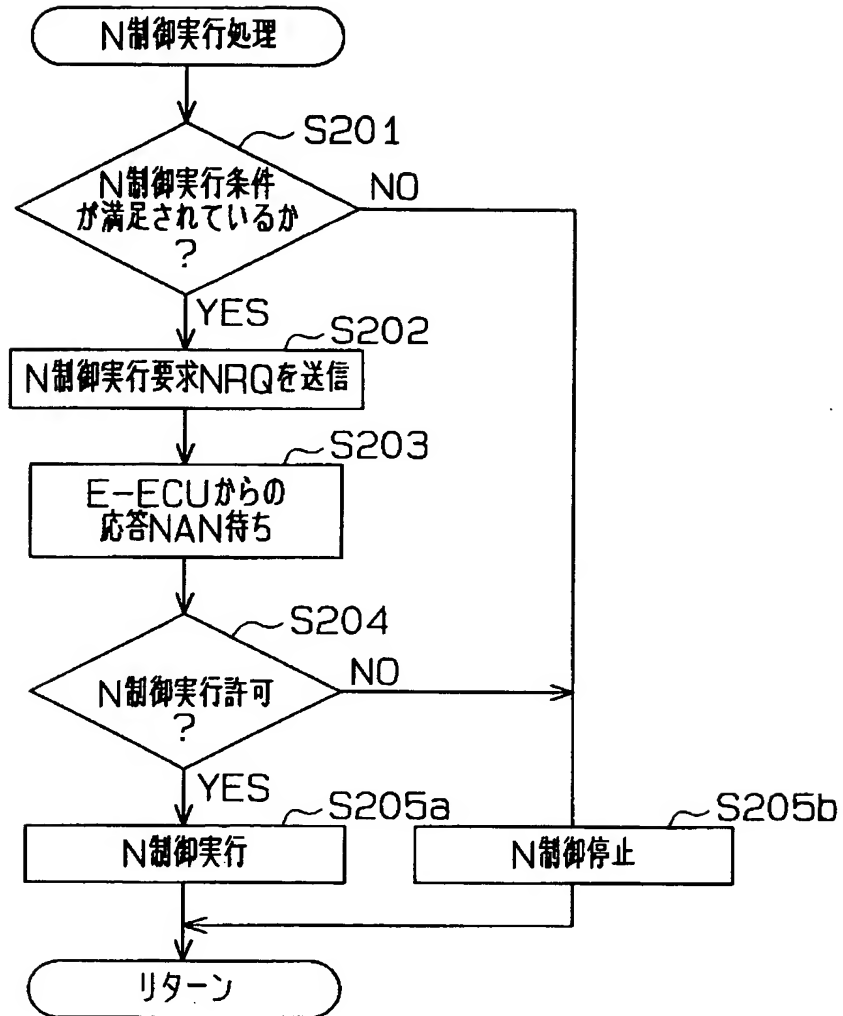 N制御実行処理
S201
N制御実行条件
が満足されているか
?
NO
YES
S202
N制御実行要求NRQを送信
S203
E-ECUからの
応答NAN待ち
S204
N制御実行許可
?
NO
YES
S205a
N制御実行
S205b
N制御停止
リターン